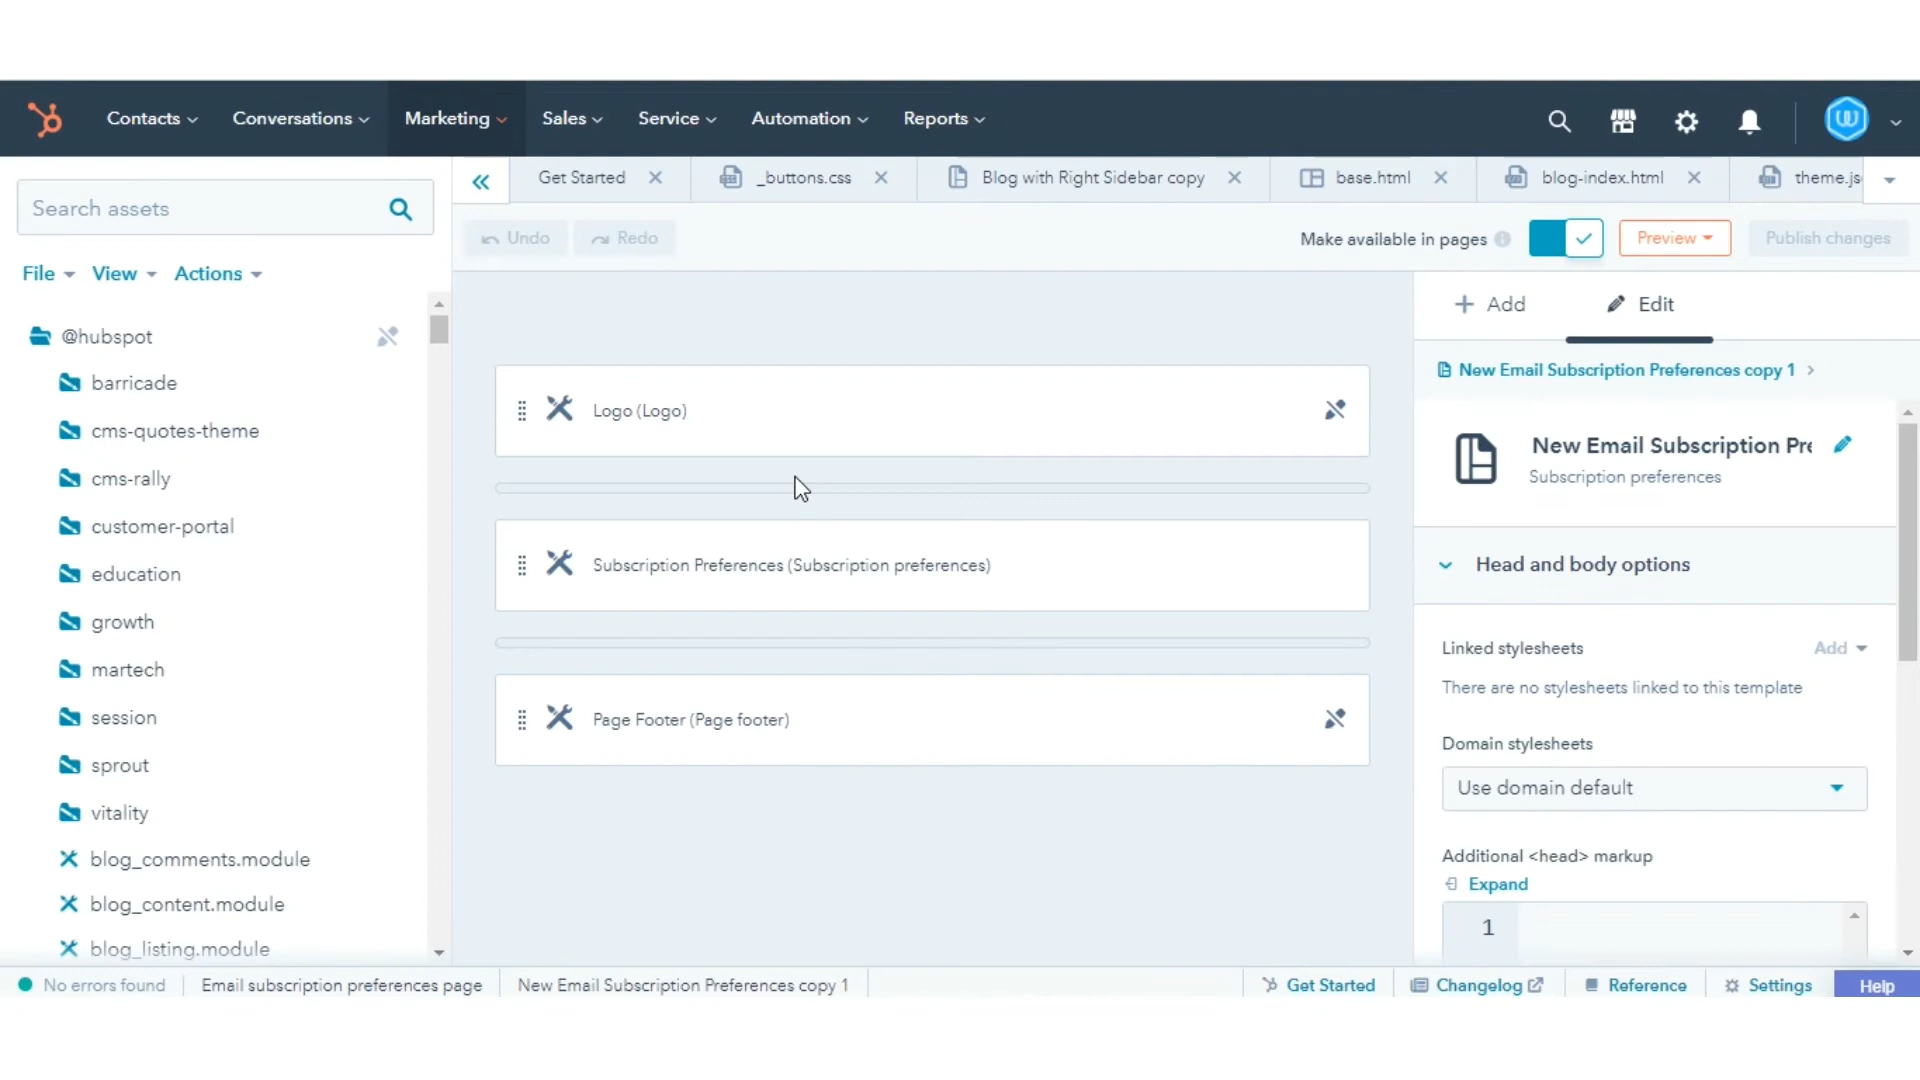 Contacts Conversations Marketing Sales Service Automation Reports
Get Started _buttons.css Blog with Right Sidebar copy base.html blog-index.html theme.js
Search assets
Undo Redo Make available in pages Preview Publish changes
File View Actions
Add Edit
@hubspot
barricade
cms-quotes-theme
cms-rally
customer-portal
education
growth
martech
session
sprout
vitality
blog_comments.module
blog_content.module
blog_listing.module
Logo (Logo)
Subscription Preferences (Subscription preferences)
Page Footer (Page footer)
New Email Subscription Preferences copy 1
New Email Subscription Pre
Subscription preferences
Head and body options
Linked stylesheets Add
There are no stylesheets linked to this template
Domain stylesheets
Use domain default
Additional <head> markup
Expand
1
No errors found Email subscription preferences page New Email Subscription Preferences copy 1 Get Started Changelog Reference Settings Help